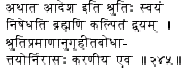 अथात आदेश इति श्रुतिः स्वयं
निषेधति ब्रह्मणि कल्पितं द्वयम् ।
श्रुतिप्रमाणानुगृहीतबोधा-
त्तयोर्निरासः करणीय एव ॥२४५॥